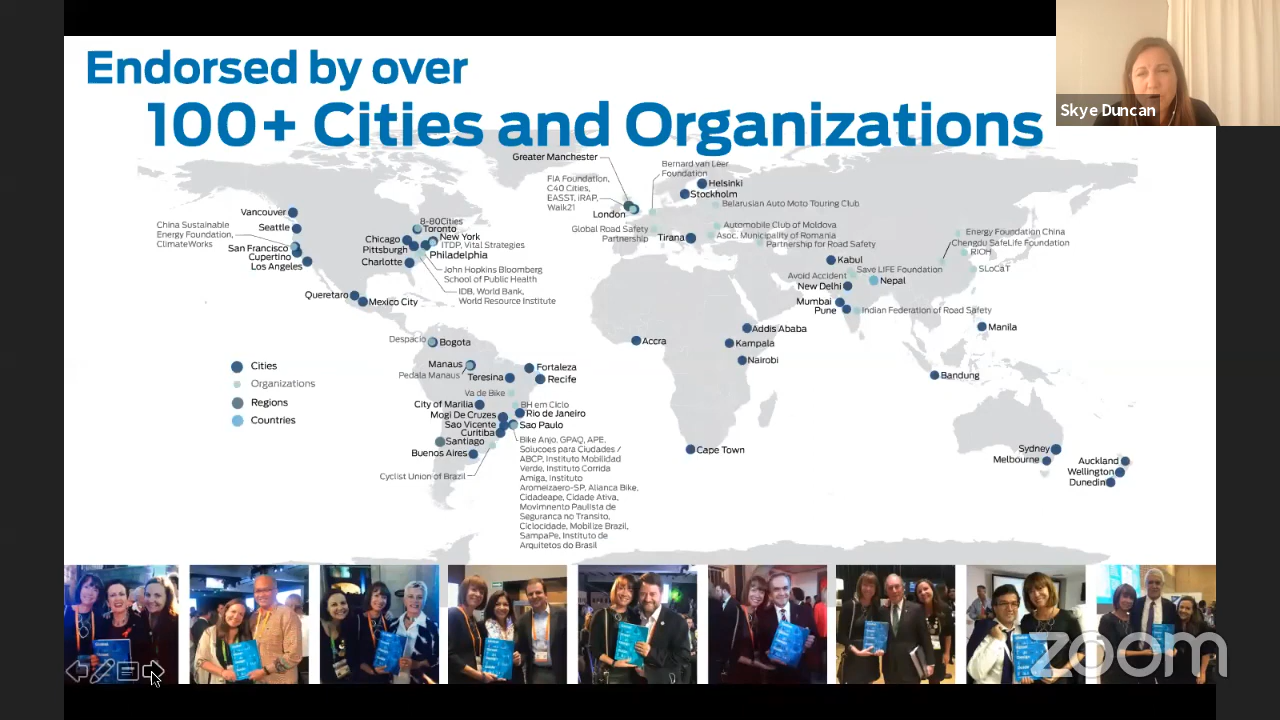 Endorsed by over
100+ Cities and Organizations
Skye Duncan
Greater Manchester
FIA Foundation,
C40 Cities,
EASST, iRAP,
Walk21
London
Bernard van Leer
Foundation
Helsinki
Stockholm
Belarusian Auto Moto Touring Club
Global Road Safety
Partnership
Tirana
Automobile Club of Moldova
Asoc. Municipality of Romania
Partnership for Road Safety
Energy Foundation China
Chengdu SafeLife Foundation
RIOH
SLoCaT
Kabul
Save LIFE Foundation
Avoid Accident
New Delhi
Nepal
Mumbai
Pune
Indian Federation of Road Safety
Manila
Bandung
Vancouver
Seattle
China Sustainable
Energy Foundation,
ClimateWorks
San Francisco
Cupertino
Los Angeles
8-80Cities
Toronto
Chicago
New York
Pittsburgh
ITDP, Vital Strategies
Philadelphia
Charlotte
John Hopkins Bloomberg
School of Public Health
IDB, World Bank,
World Resource Institute
Queretaro
Mexico City
Despacio
Bogota
Manaus
Pedala Manaus
Teresina
Fortaleza
Recife
Va de Bike
City of Marilia
BH em Ciclo
Mogi De Cruzes
Rio de Janeiro
Sao Vicente
Sao Paulo
Curitiba
Santiago
Buenos Aires
Cyclist Union of Brazil
Bike Anjo, GPAQ, APE,
Solucoes para Ciudades /
ABCP, Instituto Mobilidad
Verde, Instituto Corrida
Amiga, Instituto
Aromeizaero-SP, Alianca Bike,
Cidadeape, Cidade Ativa,
Movimnento Paulista de
Seguranca no Transito,
Ciclocidade, Mobilize Brazil,
SampaPe, Instituto de
Arquitetos do Brasil
Accra
Addis Ababa
Kampala
Nairobi
Cape Town
Sydney
Melbourne
Auckland
Wellington
Dunedin
Cities
Organizations
Regions
Countries
zoom